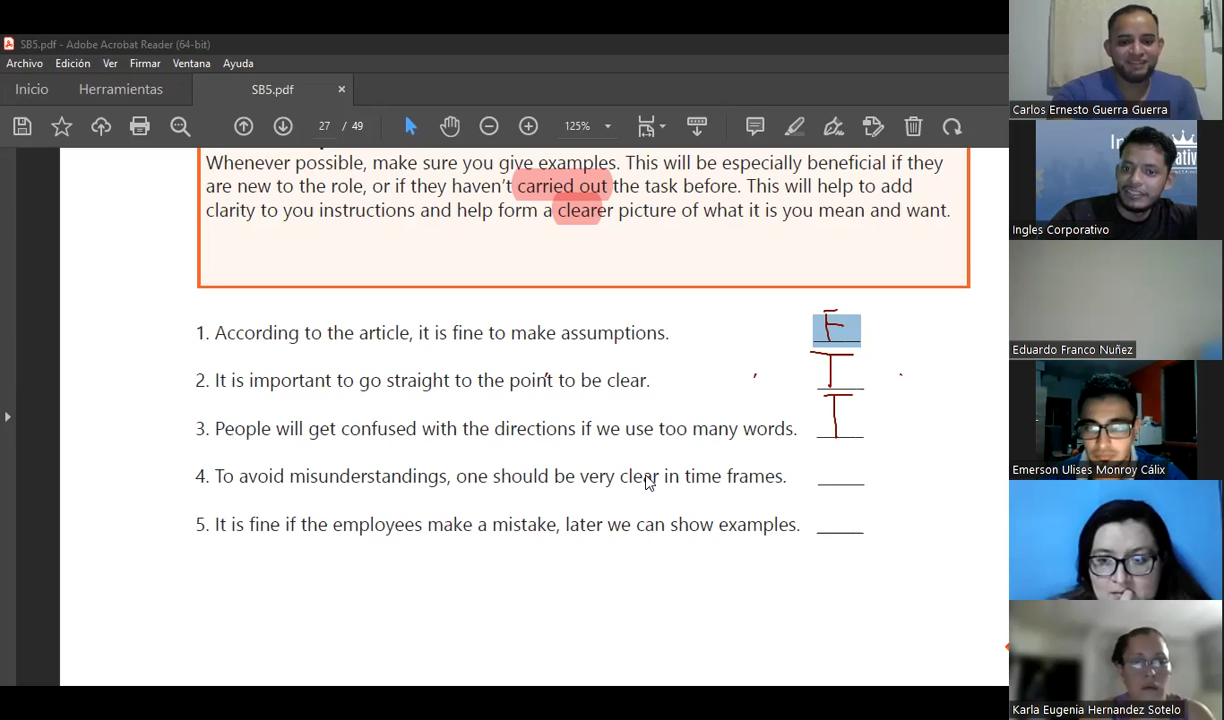 SB5.pdf - Adobe Acrobat Reader (64-bit)
Archivo Edición Ver Firmar Ventana Ayuda
Inicio Herramientas SB5.pdf ×
27 / 49 125%
Whenever possible, make sure you give examples. This will be especially beneficial if they
are new to the role, or if they haven't carried out the task before. This will help to add
clarity to you instructions and help form a clearer picture of what it is you mean and want.
1. According to the article, it is fine to make assumptions. F
2. It is important to go straight to the point to be clear. T
3. People will get confused with the directions if we use too many words. T
4. To avoid misunderstandings, one should be very clear in time frames.
5. It is fine if the employees make a mistake, later we can show examples.
Carlos Ernesto Guerra Guerra
Ingles Corporativo
Eduardo Franco Nuñez
Emerson Ulises Monroy Cálix
Karla Eugenia Hernandez Sotelo